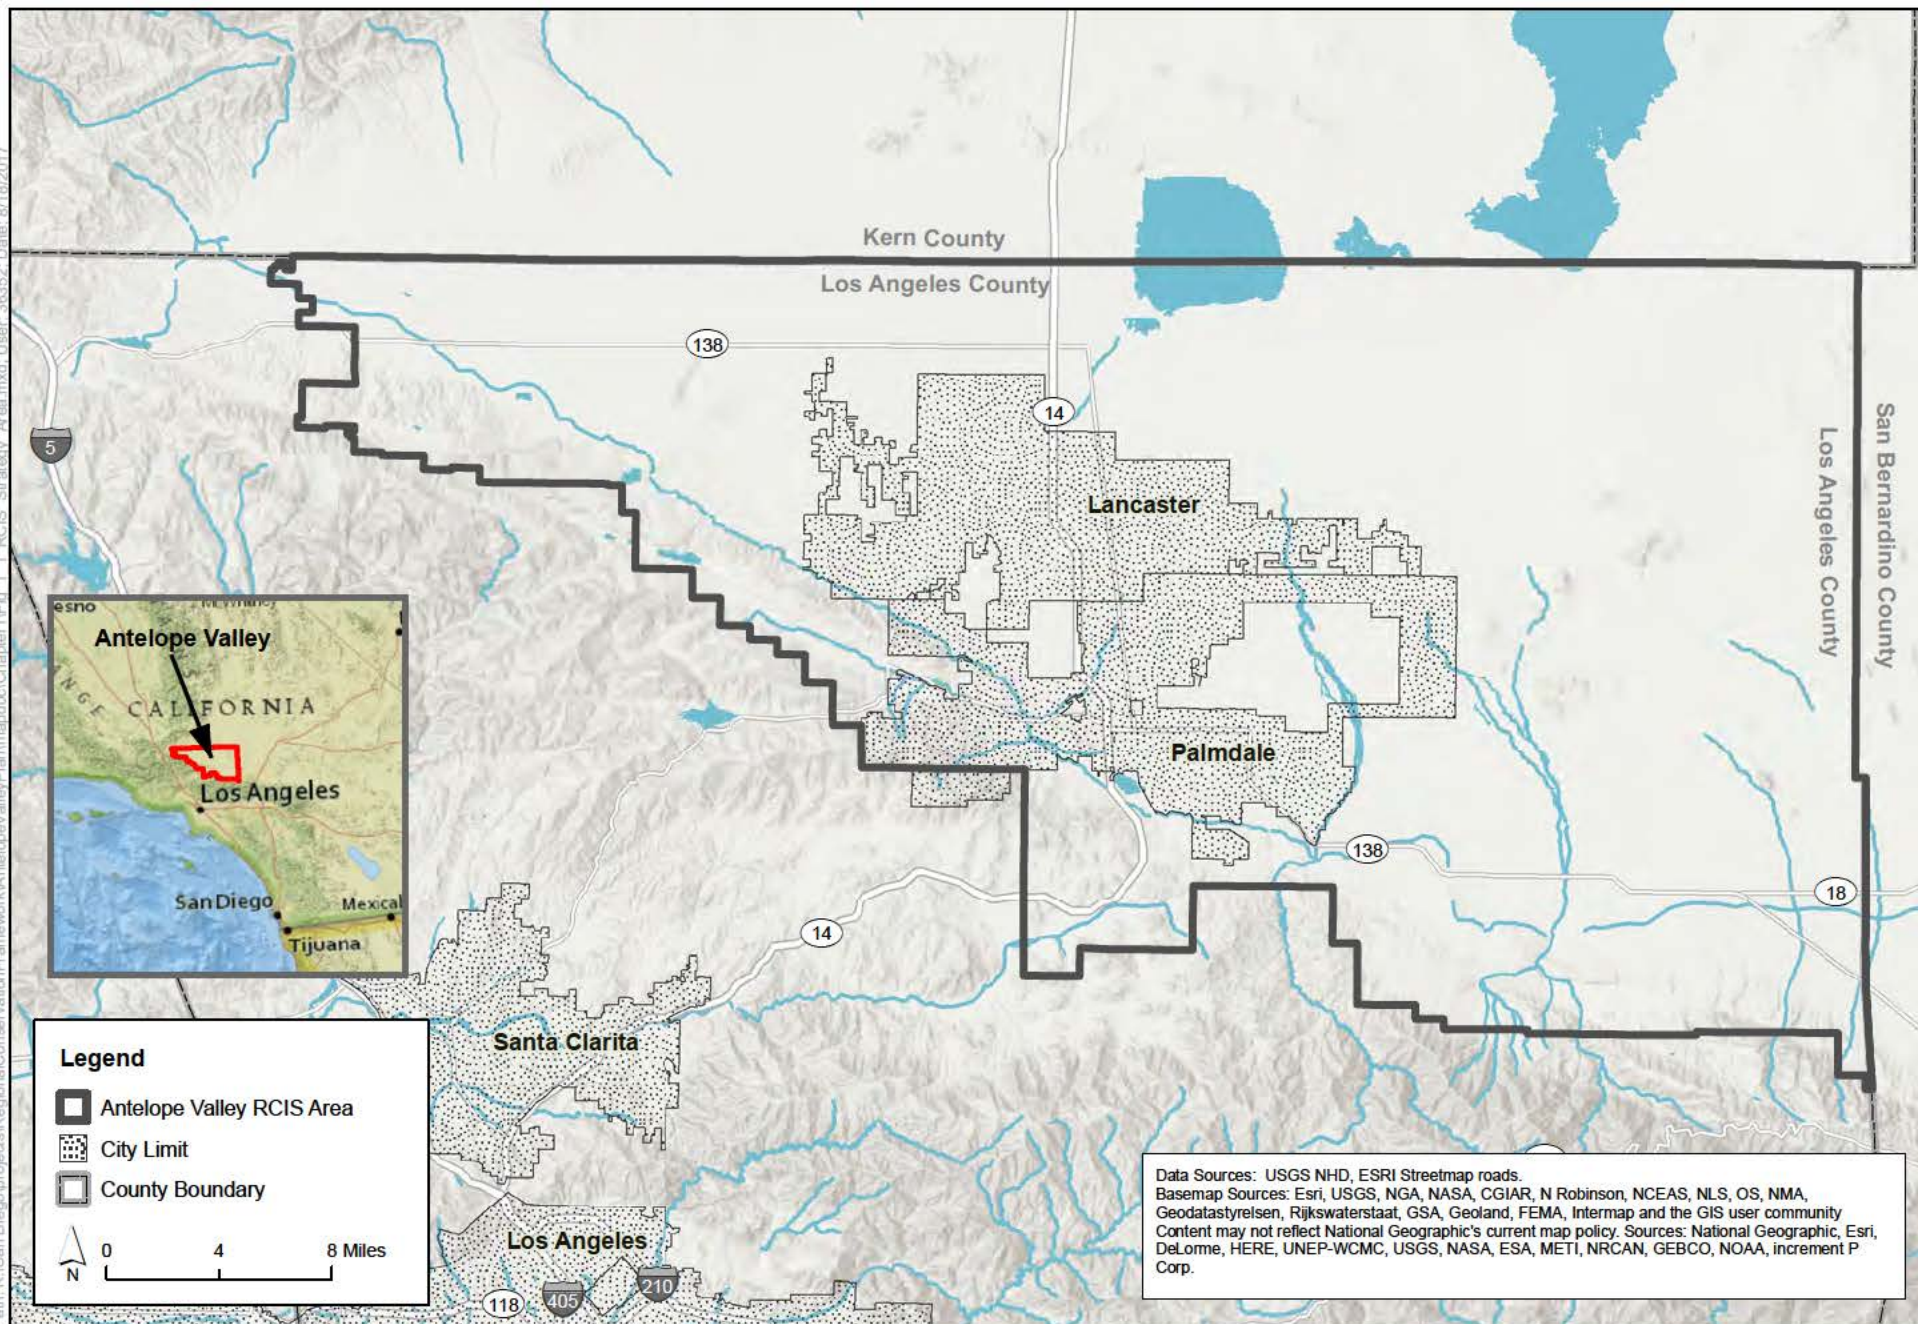 Kern County
Los Angeles County
138
14
5
Lancaster
San Bernardino County
Los Angeles County
Palmdale
138
18
14
Santa Clarita
Los Angeles
118
405
210
esno
Antelope Valley
CALIFORNIA
Los Angeles
San Diego
Mexical
Tijuana
Legend
Antelope Valley RCIS Area
City Limit
County Boundary
N
0 4 8 Miles
Data Sources: USGS NHD, ESRI Streetmap roads.
Basemap Sources: Esri, USGS, NGA, NASA, CGIAR, N Robinson, NCEAS, NLS, OS, NMA,
Geodatastyrelsen, Rijkswaterstaat, GSA, Geoland, FEMA, Intermap and the GIS user community
Content may not reflect National Geographic's current map policy. Sources: National Geographic, Esri,
DeLorme, HERE, UNEP-WCMC, USGS, NASA, ESA, METI, NRCAN, GEBCO, NOAA, increment P
Corp.